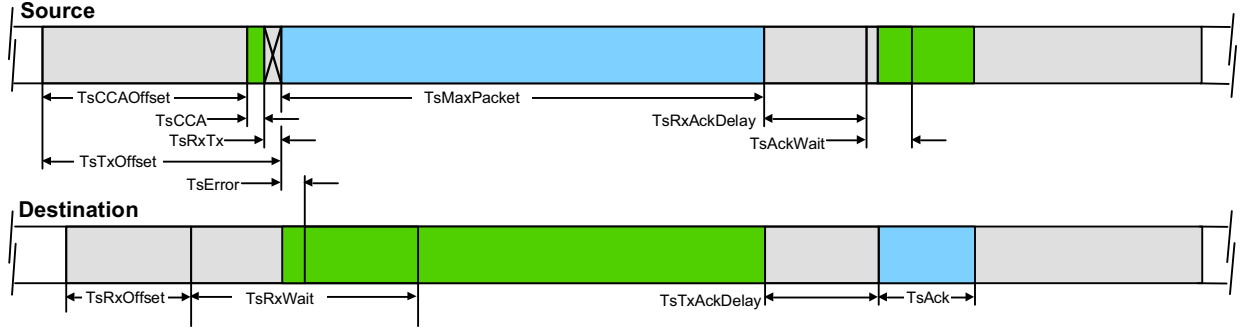 Source
TsCCAOffset
TsMaxPacket
TsCCA
TsRxAckDelay
TsRxTx
TsAckWait
TsTxOffset
TsError
Destination
TsRxOffset
TsRxWait
TsTxAckDelay
TsAck